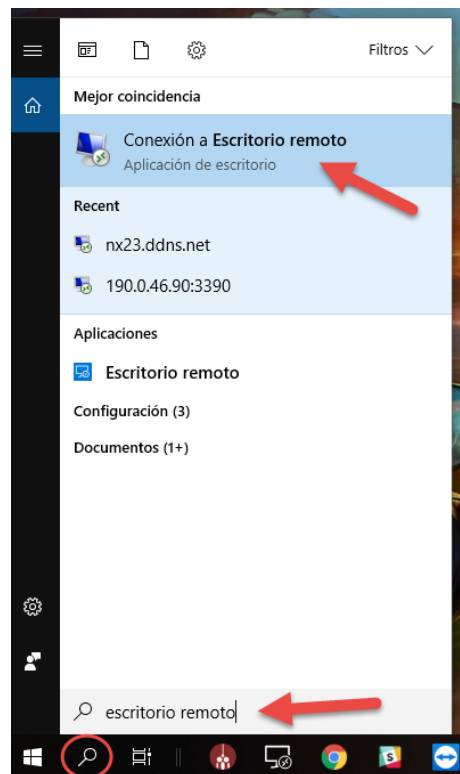 Filtros
Mejor coincidencia
Conexión a Escritorio remoto
Aplicación de escritorio
Recent
nx23.ddns.net
190.0.46.90:3390
Aplicaciones
Escritorio remoto
Configuración (3)
Documentos (1+)
escritorio remoto